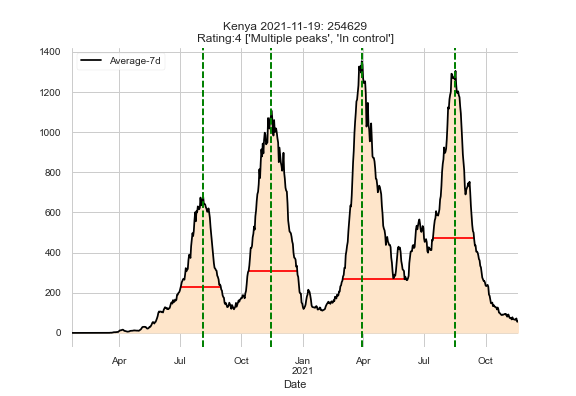 Kenya 2021-11-19: 254629
Rating:4 ['Multiple peaks', 'In control']
Average-7d
1400
1200
1000
800
600
400
200
0
Apr Jul Oct Jan Apr Jul Oct
2021
Date